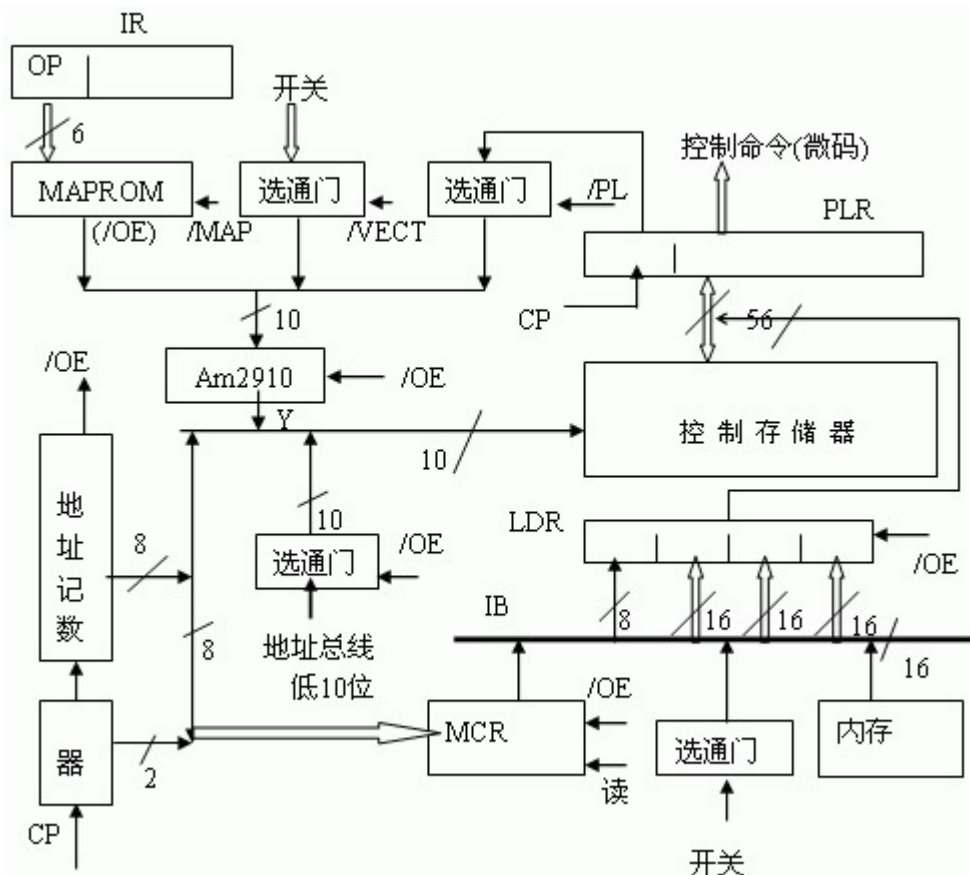 IR
OP
开关
6
控制命令(微码)
MAPROM
选通门
选通门
/PL
PLR
(/OE)
/MAP
/VECT
10
CP
56
/OE
Am2910
/OE
Y
控制存储器
10
地址记数
10
8
选通门
/OE
LDR
/OE
IB
8
16
16
16
16
8
地址总线
低10位
/OE
器
2
MCR
读
选通门
内存
CP
开关